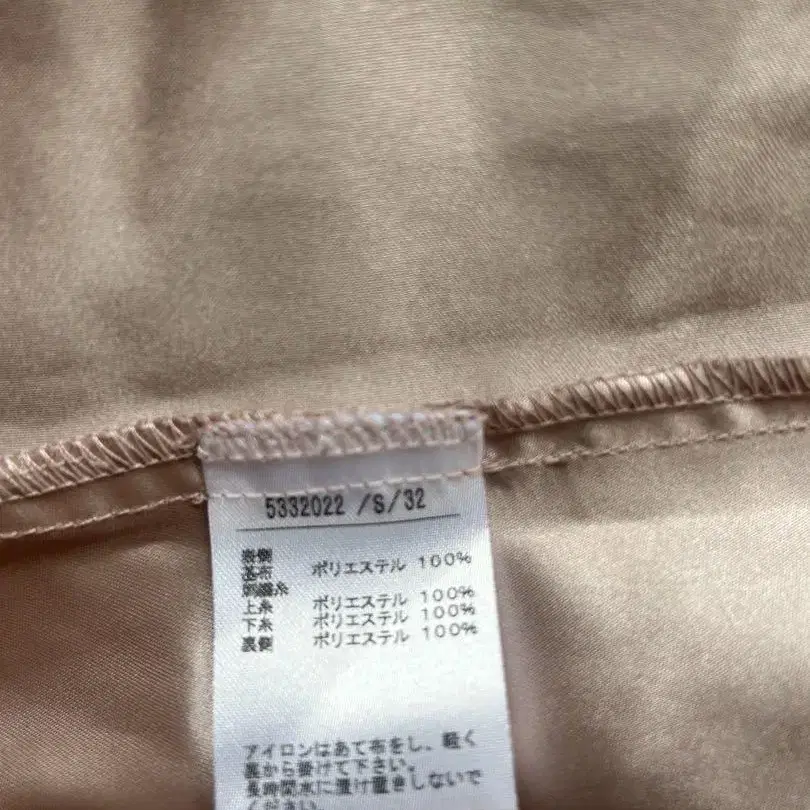 5332022 /S/32
表側
基布 ポリエステル 100%
刺繍糸
上糸 ポリエステル 100%
下糸 ポリエステル 100%
裏側 ポリエステル 100%
アイロンはあて布をし、軽く
裏から掛けて下さい。
長時間水に漬け置きしないで
ください。